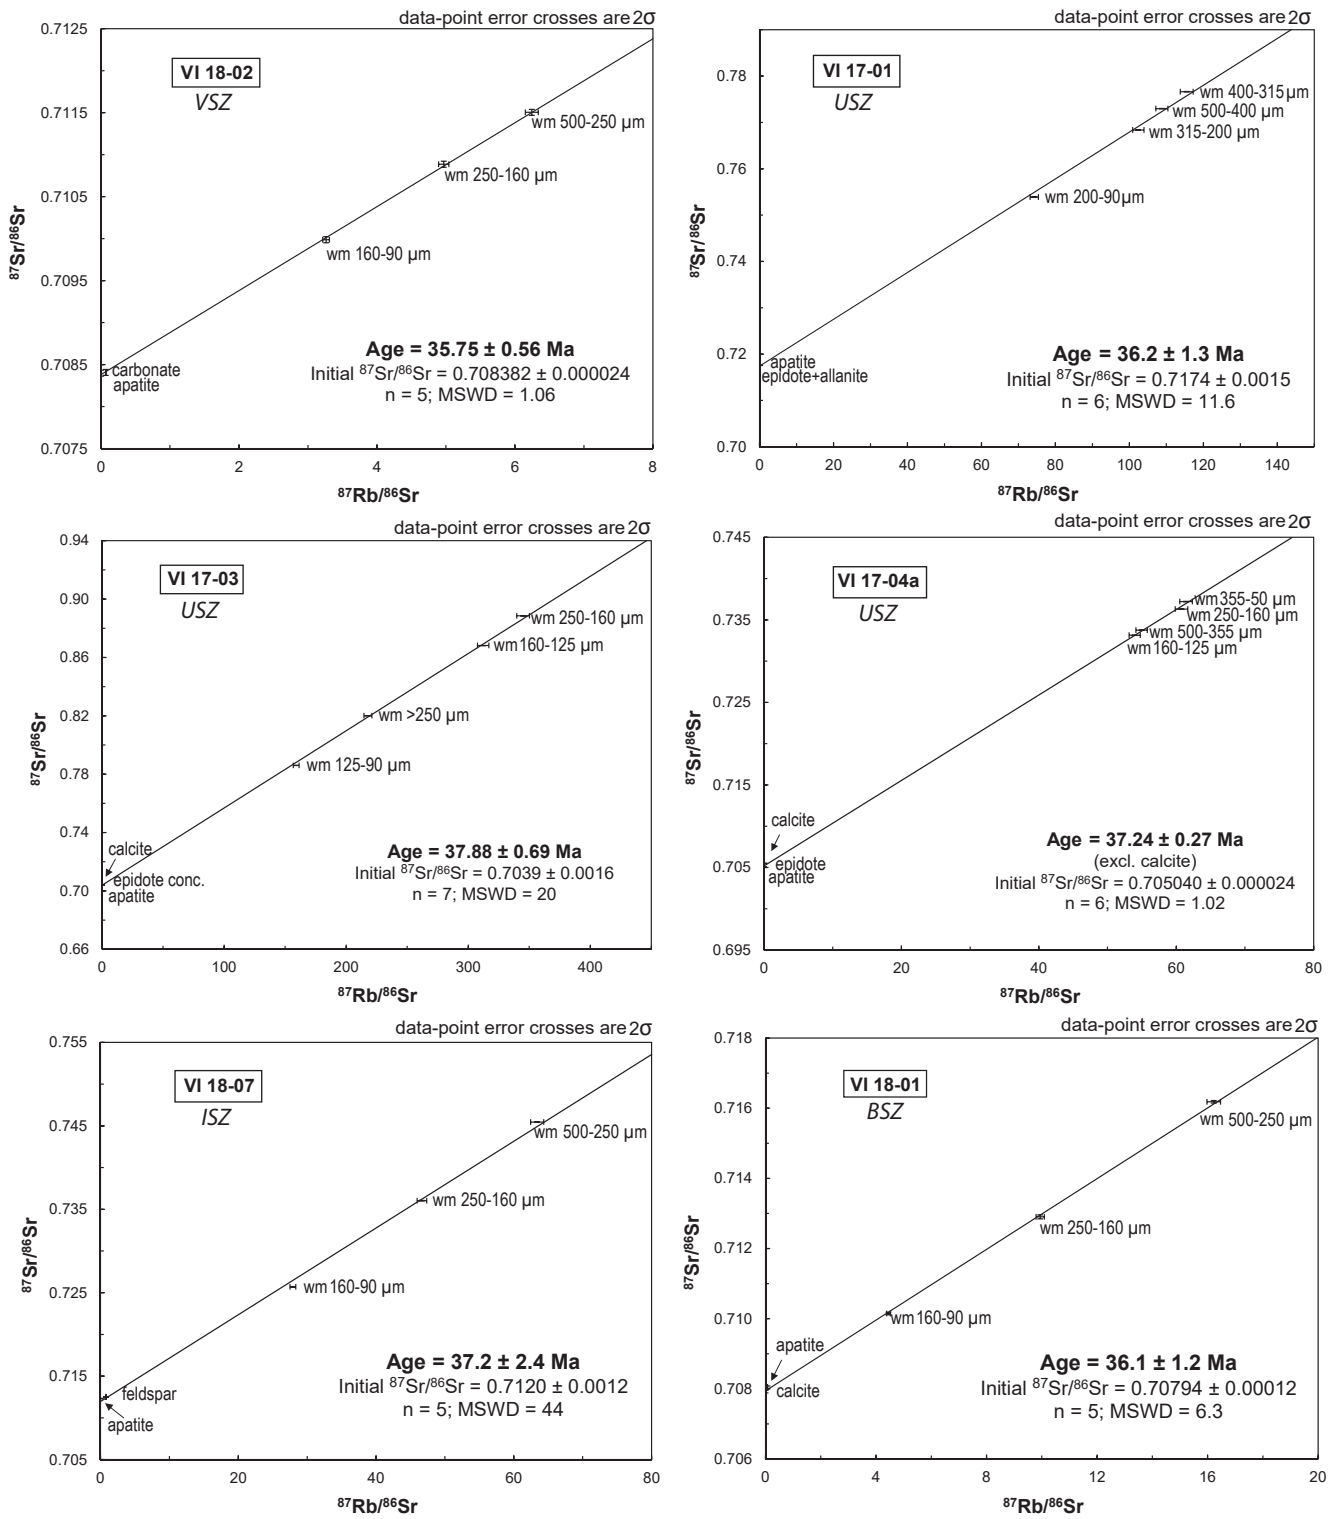 data-point error crosses are 2σ
VI 18-02
VSZ
0.7125
0.7115
0.7105
0.7095
0.7085
0.7075
⁸⁷Sr/⁸⁶Sr
wm 500-250 µm
wm 250-160 µm
wm 160-90 µm
carbonate
apatite
Age = 35.75 ± 0.56 Ma
Initial ⁸⁷Sr/⁸⁶Sr = 0.708382 ± 0.000024
n = 5; MSWD = 1.06
0 2 4 6 8
⁸⁷Rb/⁸⁶Sr
data-point error crosses are 2σ
VI 17-01
USZ
0.78
0.76
0.74
0.72
0.70
⁸⁷Sr/⁸⁶Sr
wm 400-315 µm
wm 500-400 µm
wm 315-200 µm
wm 200-90 µm
apatite
epidote+allanite
Age = 36.2 ± 1.3 Ma
Initial ⁸⁷Sr/⁸⁶Sr = 0.7174 ± 0.0015
n = 6; MSWD = 11.6
0 20 40 60 80 100 120 140
⁸⁷Rb/⁸⁶Sr
data-point error crosses are 2σ
VI 17-03
USZ
0.94
0.90
0.86
0.82
0.78
0.74
0.70
0.66
⁸⁷Sr/⁸⁶Sr
wm 250-160 µm
wm 160-125 µm
wm >250 µm
wm 125-90 µm
calcite
epidote conc.
apatite
Age = 37.88 ± 0.69 Ma
Initial ⁸⁷Sr/⁸⁶Sr = 0.7039 ± 0.0016
n = 7; MSWD = 20
0 100 200 300 400
⁸⁷Rb/⁸⁶Sr
data-point error crosses are 2σ
VI 17-04a
USZ
0.745
0.735
0.725
0.715
0.705
0.695
⁸⁷Sr/⁸⁶Sr
wm 355-50 µm
wm 250-160 µm
wm 500-355 µm
wm 160-125 µm
calcite
epidote
apatite
Age = 37.24 ± 0.27 Ma
(excl. calcite)
Initial ⁸⁷Sr/⁸⁶Sr = 0.705040 ± 0.000024
n = 6; MSWD = 1.02
0 20 40 60 80
⁸⁷Rb/⁸⁶Sr
data-point error crosses are 2σ
VI 18-07
ISZ
0.755
0.745
0.735
0.725
0.715
0.705
⁸⁷Sr/⁸⁶Sr
wm 500-250 µm
wm 250-160 µm
wm 160-90 µm
feldspar
apatite
Age = 37.2 ± 2.4 Ma
Initial ⁸⁷Sr/⁸⁶Sr = 0.7120 ± 0.0012
n = 5; MSWD = 44
0 20 40 60 80
⁸⁷Rb/⁸⁶Sr
data-point error crosses are 2σ
VI 18-01
BSZ
0.718
0.716
0.714
0.712
0.710
0.708
0.706
⁸⁷Sr/⁸⁶Sr
wm 500-250 µm
wm 250-160 µm
wm 160-90 µm
apatite
calcite
Age = 36.1 ± 1.2 Ma
Initial ⁸⁷Sr/⁸⁶Sr = 0.70794 ± 0.00012
n = 5; MSWD = 6.3
0 4 8 12 16 20
⁸⁷Rb/⁸⁶Sr